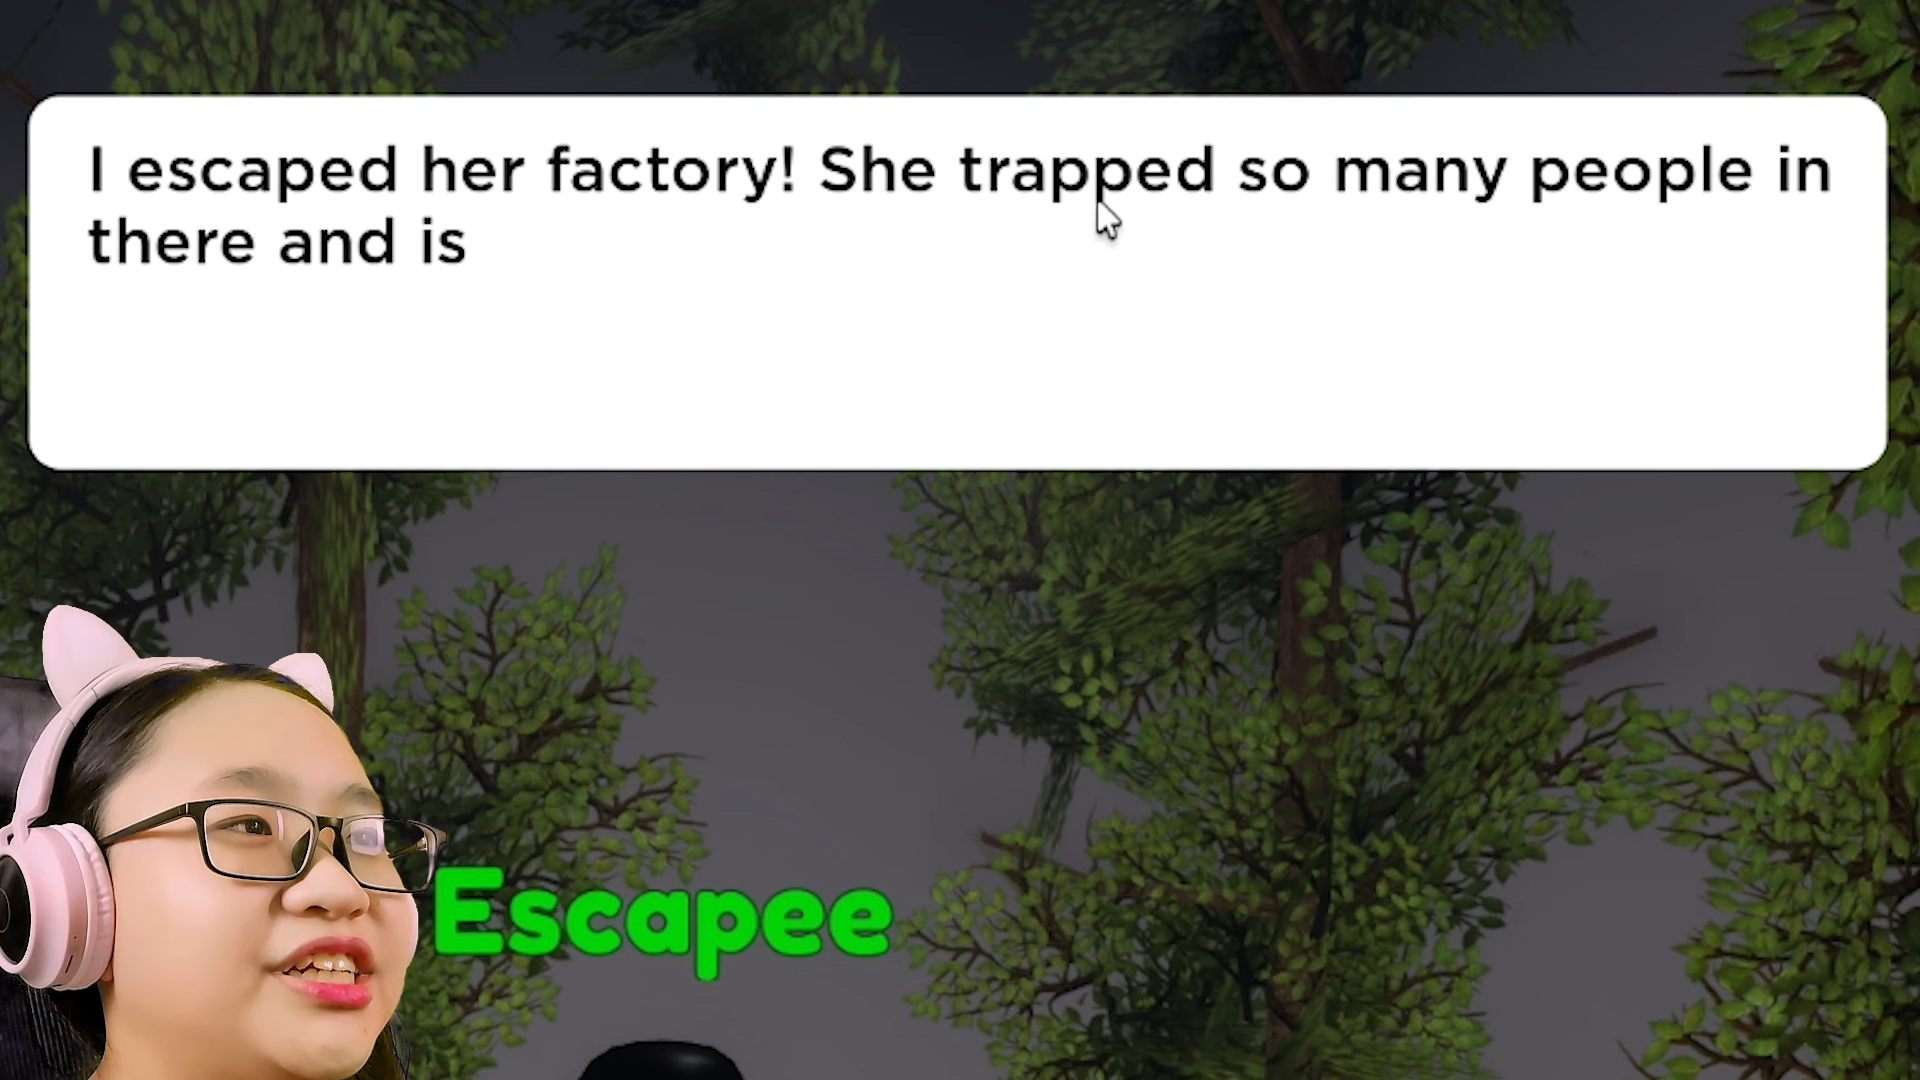 I escaped her factory! She trapped so many people in
there and is
Escapee